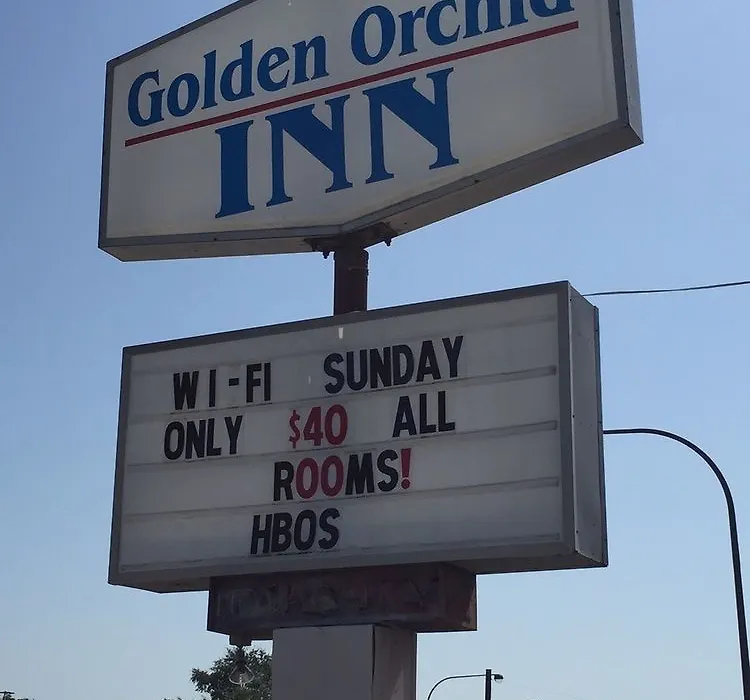 Golden Orchid
INN
WI-FI SUNDAY
ONLY $40 ALL
ROOMS!
HBOS